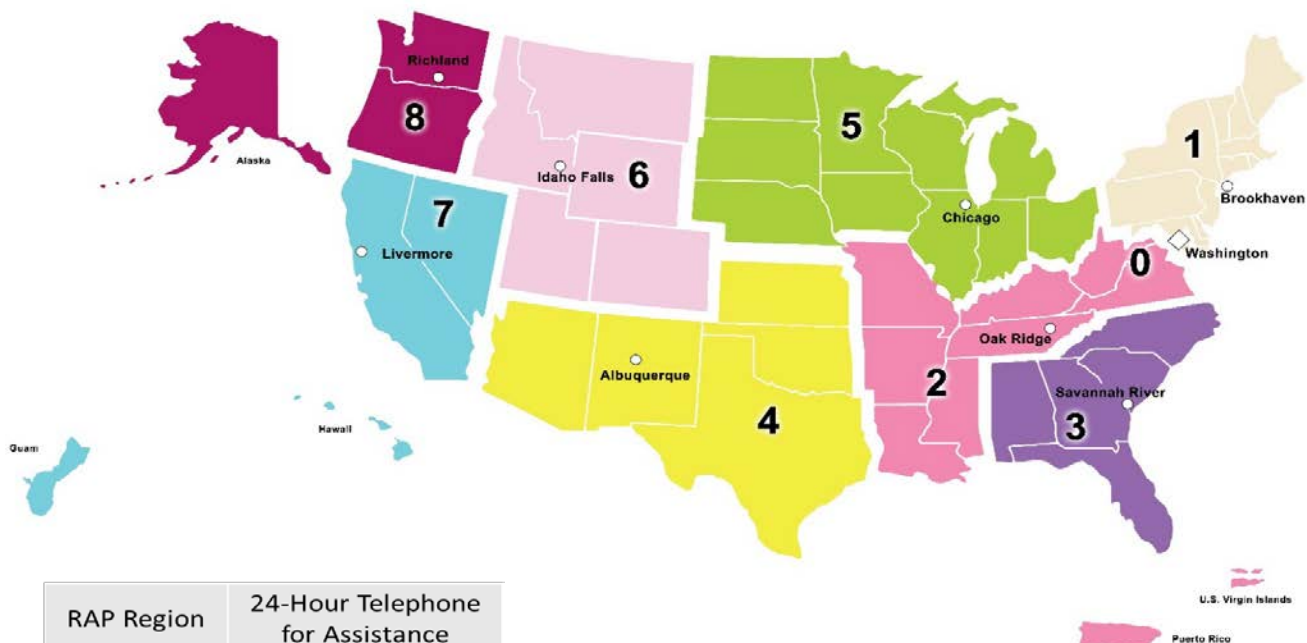 Richland
8
Alaska
Idaho Falls
6
5
1
Brookhaven
7
Livermore
Chicago
Washington
0
Oak Ridge
Albuquerque
2
Savannah River
4
3
Hawaii
Guam
U.S. Virgin Islands
Puerto Rico
RAP Region
24-Hour Telephone
for Assistance